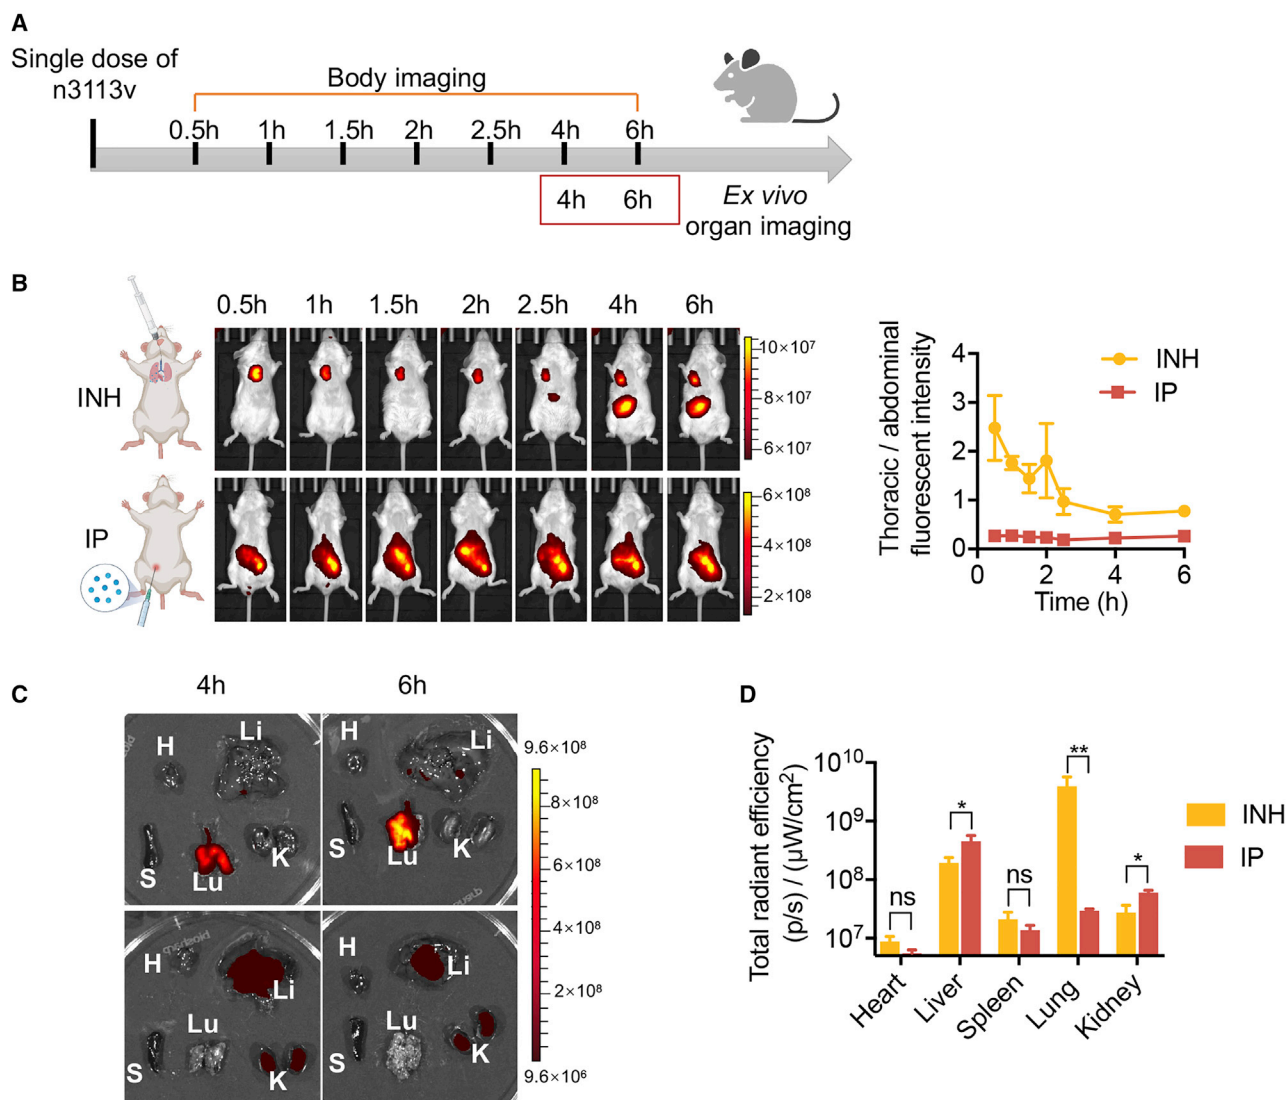 A
Single dose of
n3113v
Body imaging
0.5h 1h 1.5h 2h 2.5h 4h 6h
4h 6h
Ex vivo
organ imaging
B
0.5h 1h 1.5h 2h 2.5h 4h 6h
INH
10×10⁷
8×10⁷
6×10⁷
IP
6×10⁸
4×10⁸
2×10⁸
Thoracic / abdominal
fluorescent intensity
4
3
2
1
0
0 2 4 6
Time (h)
INH
IP
C
4h 6h
H Li
S Lu K
H Li
S Lu K
H Li
S Lu K
H Li
S Lu K
9.6×10⁸
8×10⁸
6×10⁸
4×10⁸
2×10⁸
9.6×10⁶
D
Total radiant efficiency
(p/s) / (μW/cm²)
10¹⁰
10⁹
10⁸
10⁷
ns * ns ** *
Heart Liver Spleen Lung Kidney
INH
IP